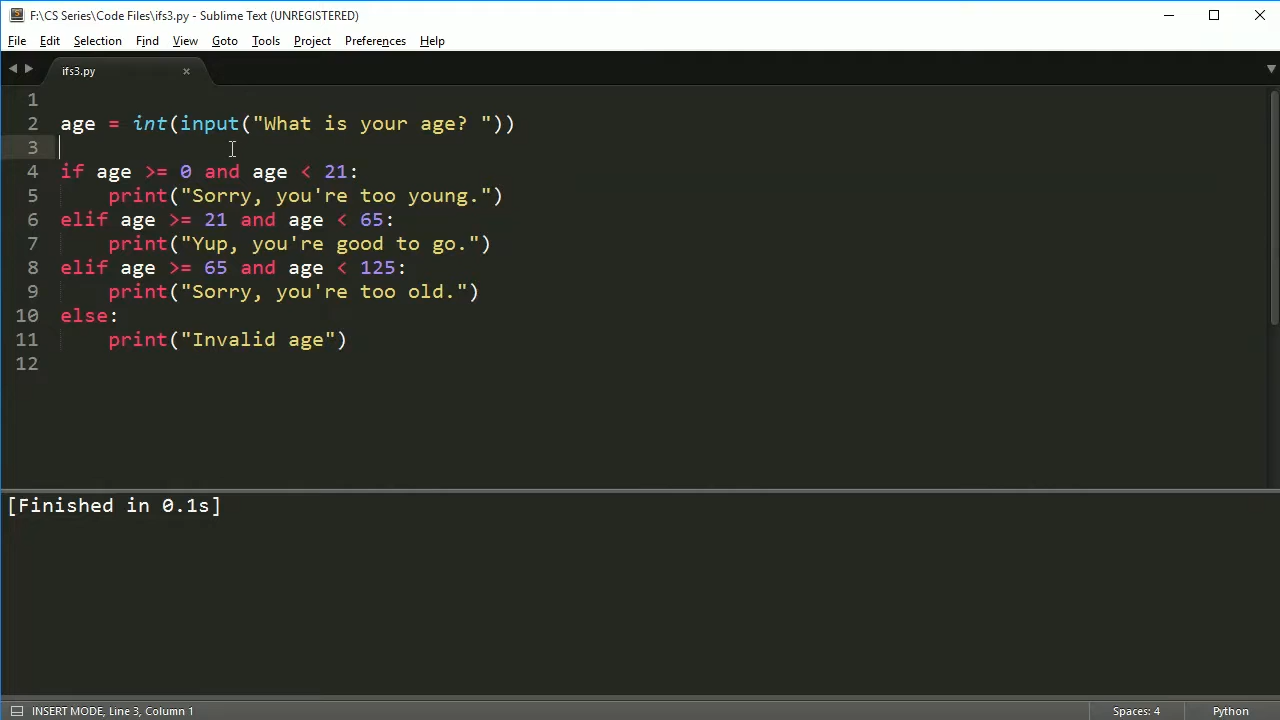 F:\CS Series\Code Files\ifs3.py - Sublime Text (UNREGISTERED)
File Edit Selection Find View Goto Tools Project Preferences Help
ifs3.py
1
2 age = int(input("What is your age? "))
3
4 if age >= 0 and age < 21:
5     print("Sorry, you're too young.")
6 elif age >= 21 and age < 65:
7     print("Yup, you're good to go.")
8 elif age >= 65 and age < 125:
9     print("Sorry, you're too old.")
10 else:
11     print("Invalid age")
12
[Finished in 0.1s]
INSERT MODE, Line 3, Column 1 Spaces: 4 Python